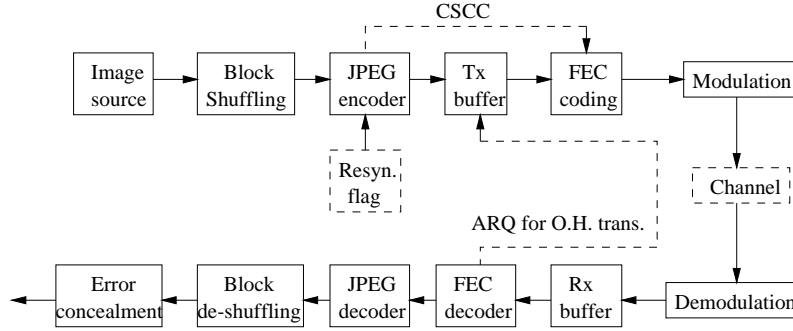 CSCC
Image
source
Block
Shuffling
JPEG
encoder
Tx
buffer
FEC
coding
Modulation
Resyn.
flag
Channel
ARQ for O.H. trans.
Error
concealment
Block
de-shuffling
JPEG
decoder
FEC
decoder
Rx
buffer
Demodulation